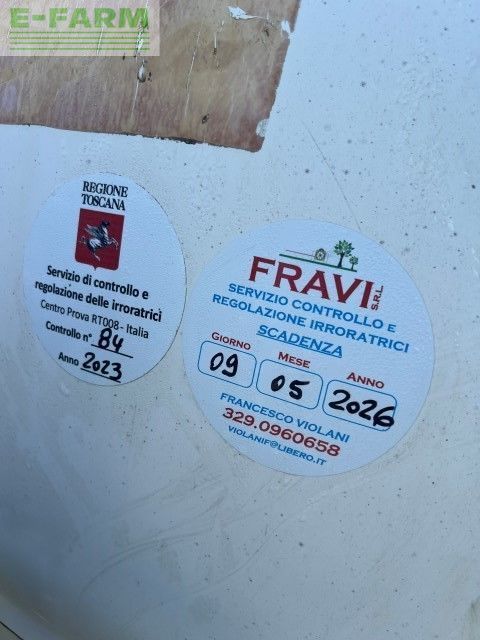 E-FARM
REGIONE
TOSCANA
Servizio di controllo e
regolazione delle irroratrici
Centro Prova RT008 - Italia
Controllo n° 84
Anno 2023
FRAVI S.R.L.
SERVIZIO CONTROLLO E
REGOLAZIONE IRRORATRICI
SCADENZA
GIORNO MESE ANNO
09 05 2026
FRANCESCO VIOLANI
329.0960658
VIOLANIF@LIBERO.IT